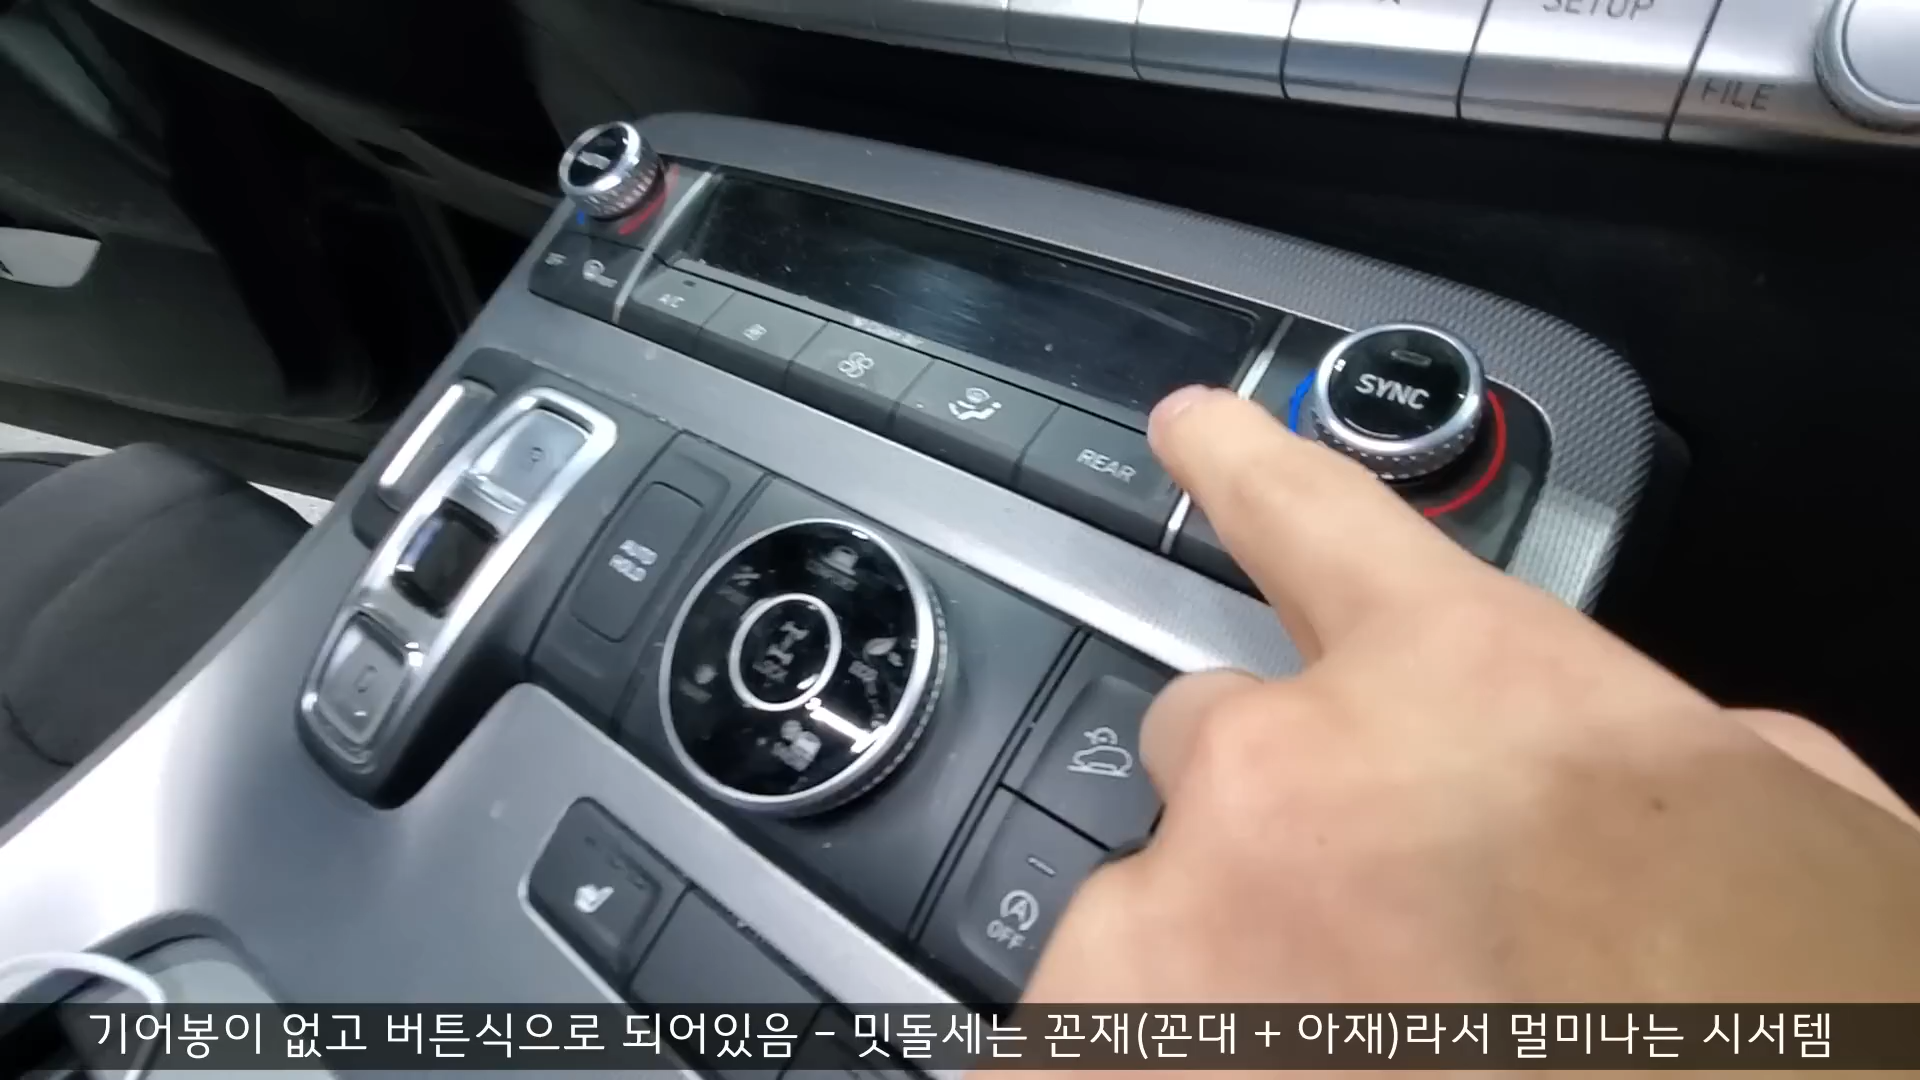 SETUP
FILE
OFF
A/C
SYNC
REAR
AUTO
HOLD
A
OFF
기어봉이 없고 버튼식으로 되어있음 - 밋돌세는 꼰재(꼰대 + 아재)라서 멀미나는 시서템